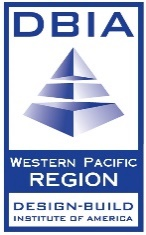 DBIA
WESTERN PACIFIC
REGION
DESIGN-BUILD
INSTITUTE OF AMERICA